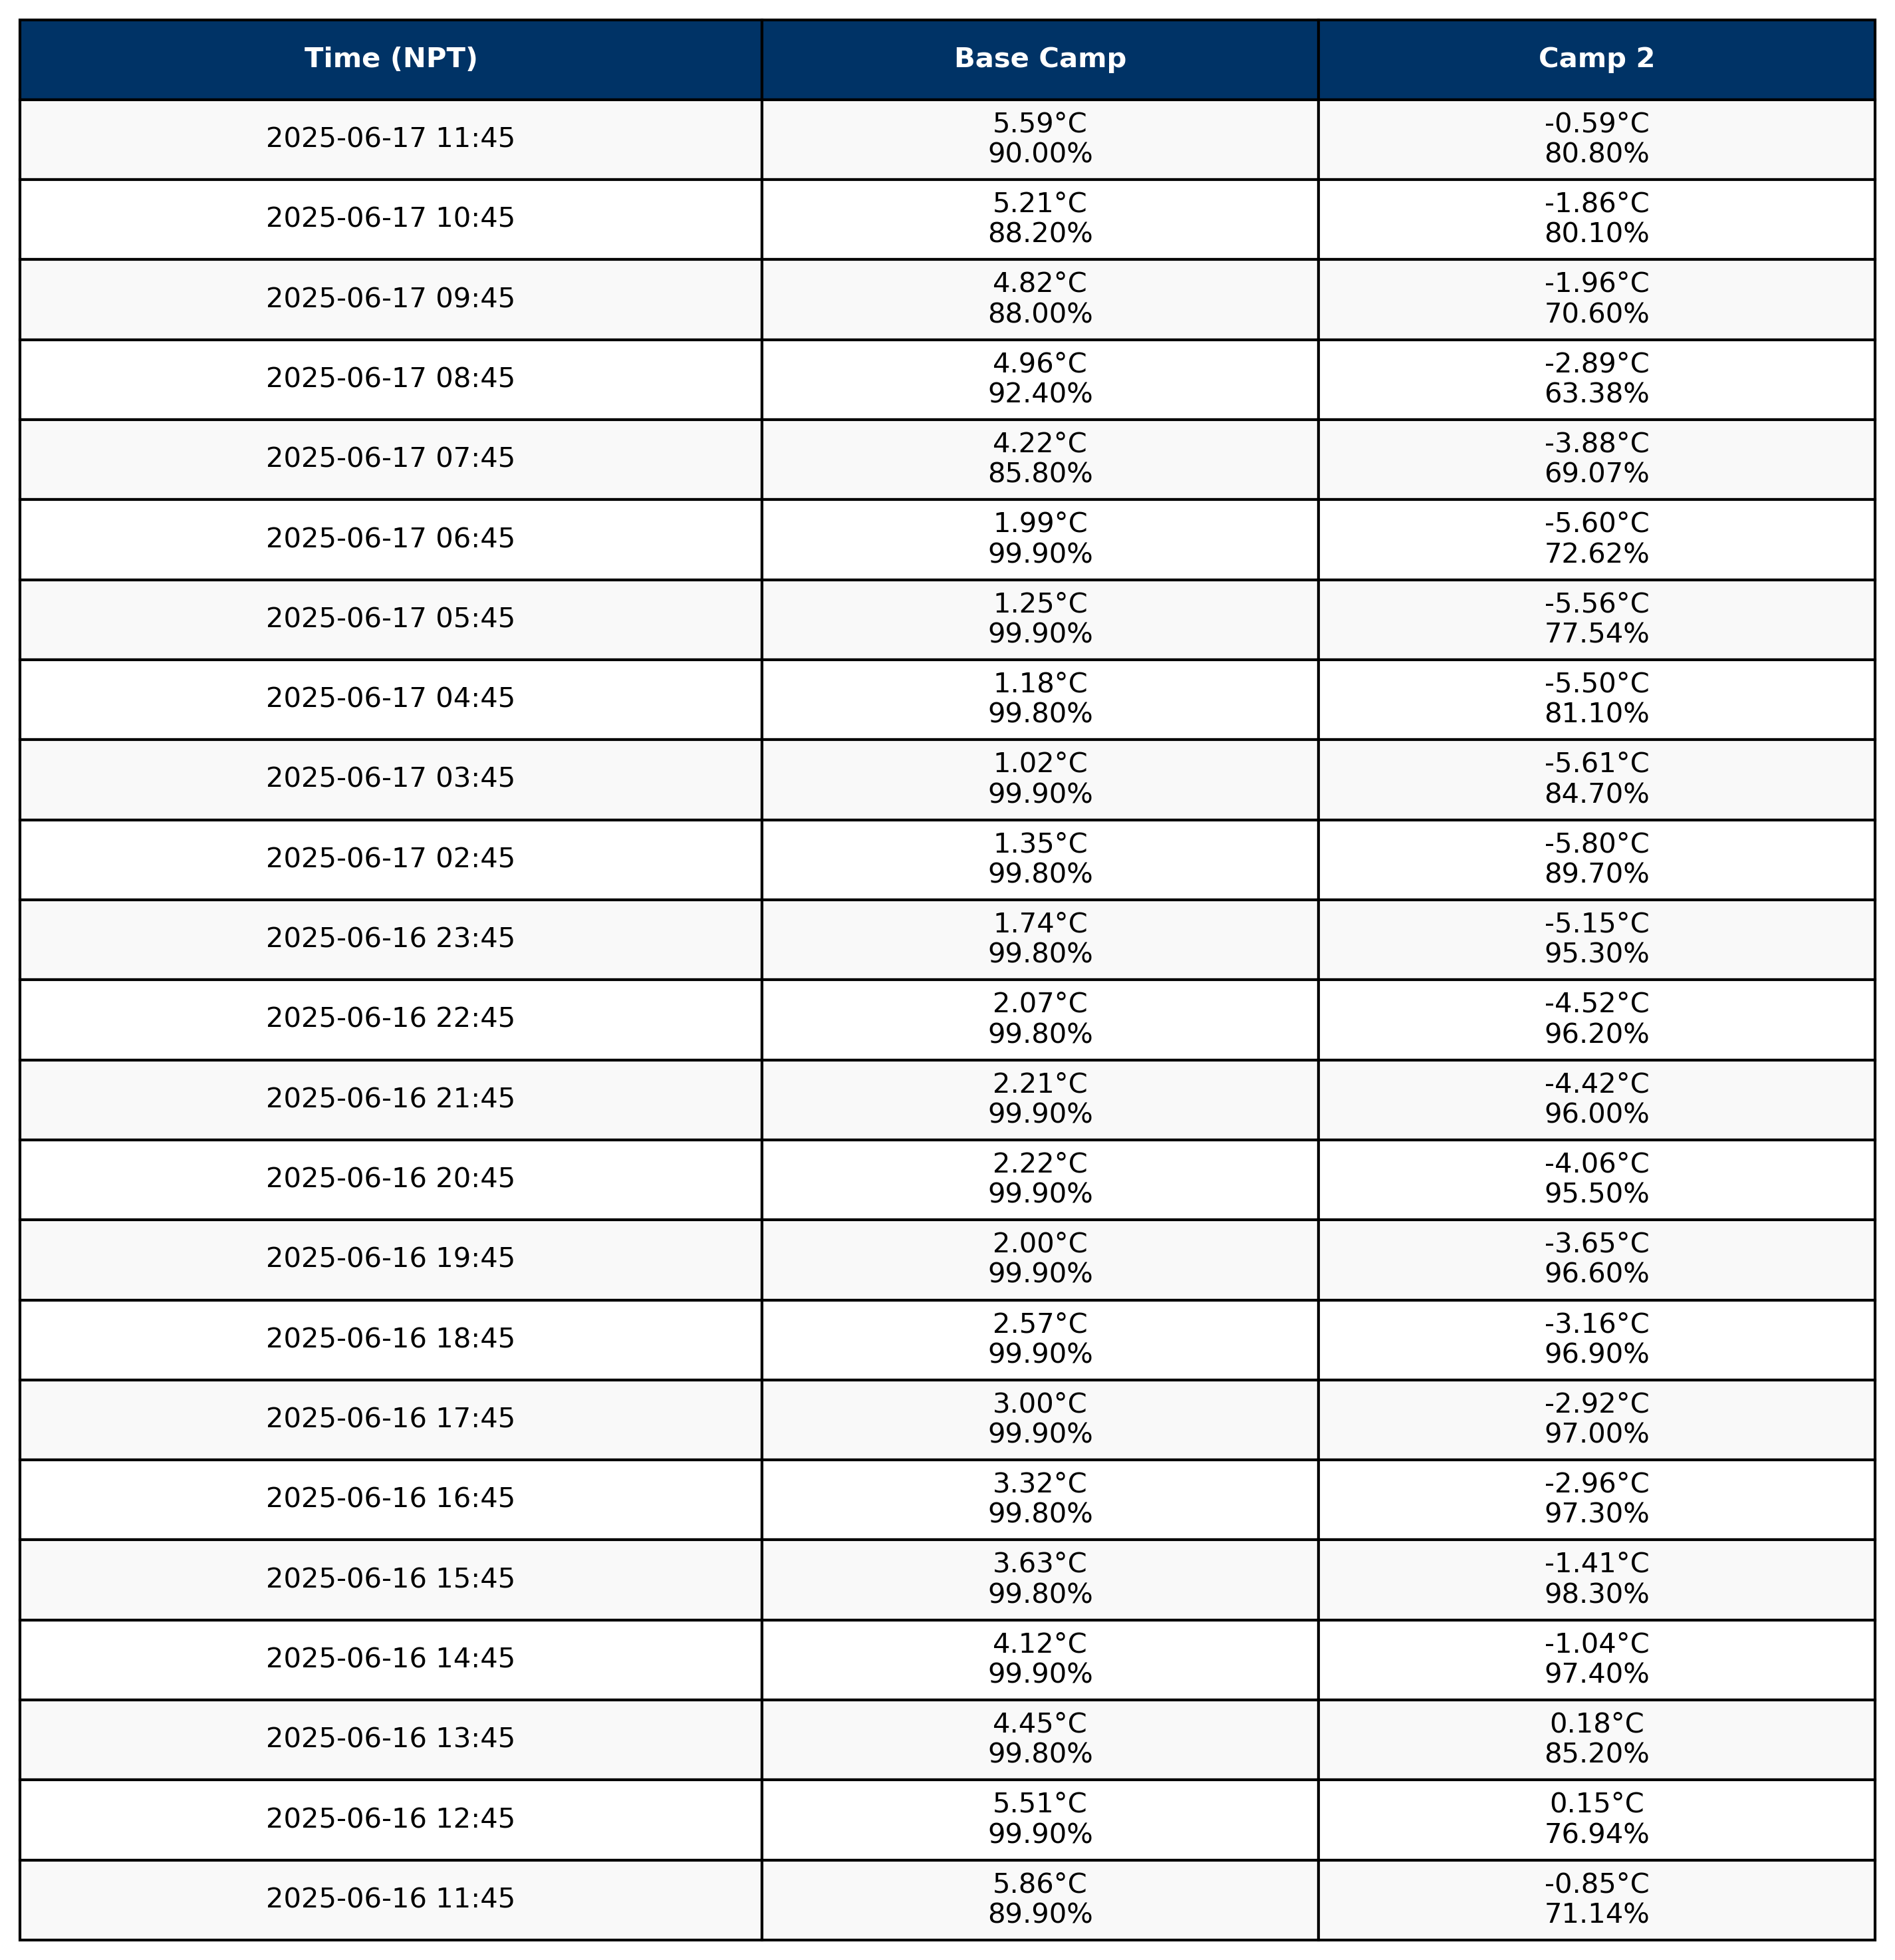 Time (NPT) Base Camp Camp 2
2025-06-17 11:45 5.59°C -0.59°C
90.00% 80.80%
2025-06-17 10:45 5.21°C -1.86°C
88.20% 80.10%
2025-06-17 09:45 4.82°C -1.96°C
88.00% 70.60%
2025-06-17 08:45 4.96°C -2.89°C
92.40% 63.38%
2025-06-17 07:45 4.22°C -3.88°C
85.80% 69.07%
2025-06-17 06:45 1.99°C -5.60°C
99.90% 72.62%
2025-06-17 05:45 1.25°C -5.56°C
99.90% 77.54%
2025-06-17 04:45 1.18°C -5.50°C
99.80% 81.10%
2025-06-17 03:45 1.02°C -5.61°C
99.90% 84.70%
2025-06-17 02:45 1.35°C -5.80°C
99.80% 89.70%
2025-06-16 23:45 1.74°C -5.15°C
99.80% 95.30%
2025-06-16 22:45 2.07°C -4.52°C
99.80% 96.20%
2025-06-16 21:45 2.21°C -4.42°C
99.90% 96.00%
2025-06-16 20:45 2.22°C -4.06°C
99.90% 95.50%
2025-06-16 19:45 2.00°C -3.65°C
99.90% 96.60%
2025-06-16 18:45 2.57°C -3.16°C
99.90% 96.90%
2025-06-16 17:45 3.00°C -2.92°C
99.90% 97.00%
2025-06-16 16:45 3.32°C -2.96°C
99.80% 97.30%
2025-06-16 15:45 3.63°C -1.41°C
99.80% 98.30%
2025-06-16 14:45 4.12°C -1.04°C
99.90% 97.40%
2025-06-16 13:45 4.45°C 0.18°C
99.80% 85.20%
2025-06-16 12:45 5.51°C 0.15°C
99.90% 76.94%
2025-06-16 11:45 5.86°C -0.85°C
89.90% 71.14%